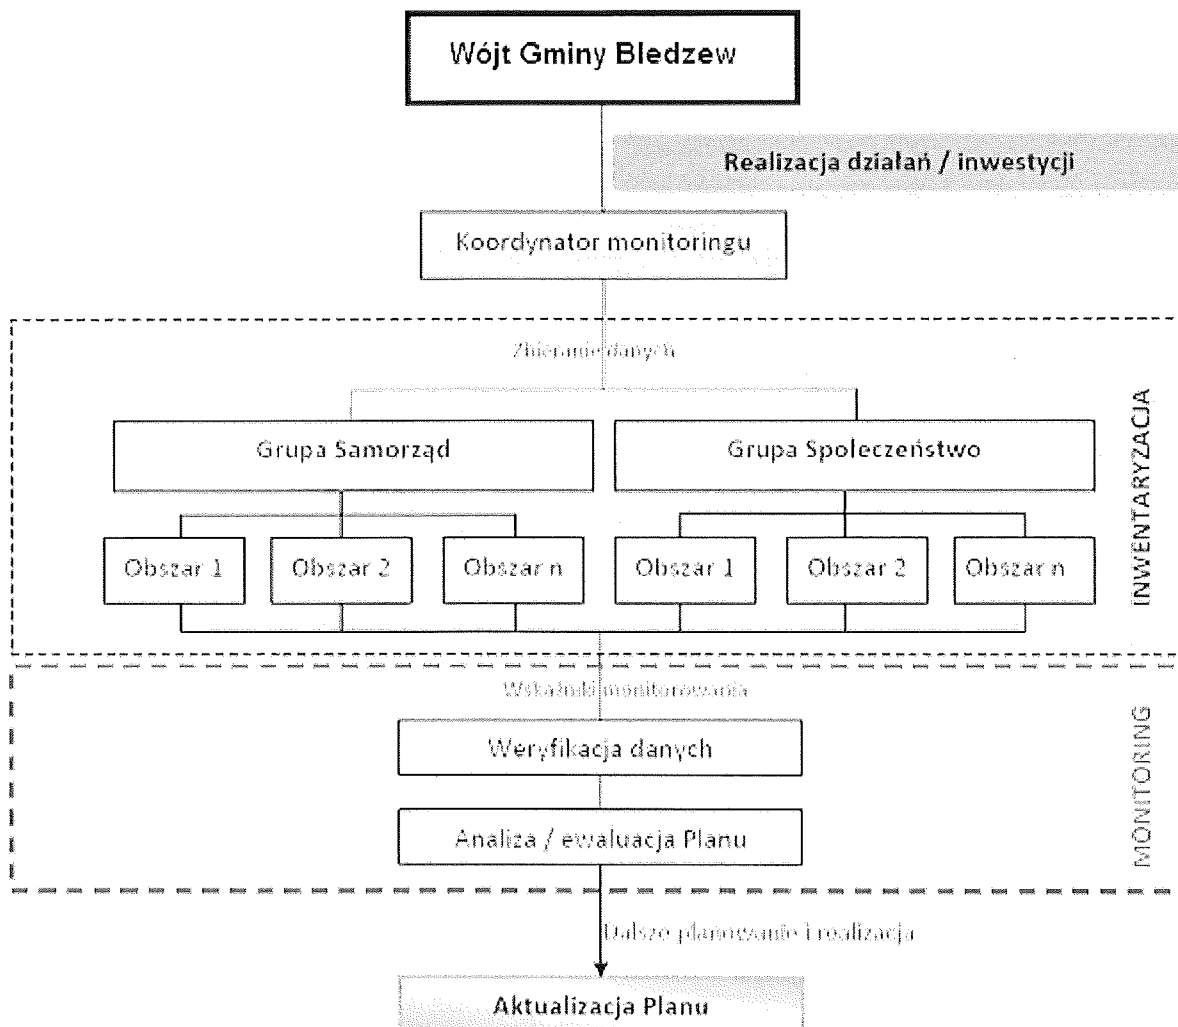 Wójt Gminy Bledzew
Realizacja działań / inwestycji
Koordynator monitoringu
Zbieranie danych
Grupa Samorząd
Grupa Społeczeństwo
Obszar 1
Obszar 2
Obszar n
Obszar 1
Obszar 2
Obszar n
INWENTARYZACJA
Wskaźniki monitorowania
Weryfikacja danych
Analiza / ewaluacja Planu
MONITORING
Dalsze planowanie i realizacja
Aktualizacja Planu